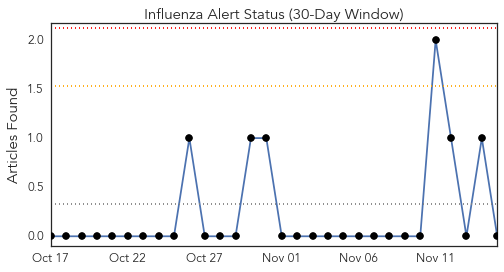 Influenza Alert Status (30-Day Window)
Articles Found
2.0
1.5
1.0
0.5
0.0
Oct 17 Oct 22 Oct 27 Nov 01 Nov 06 Nov 11